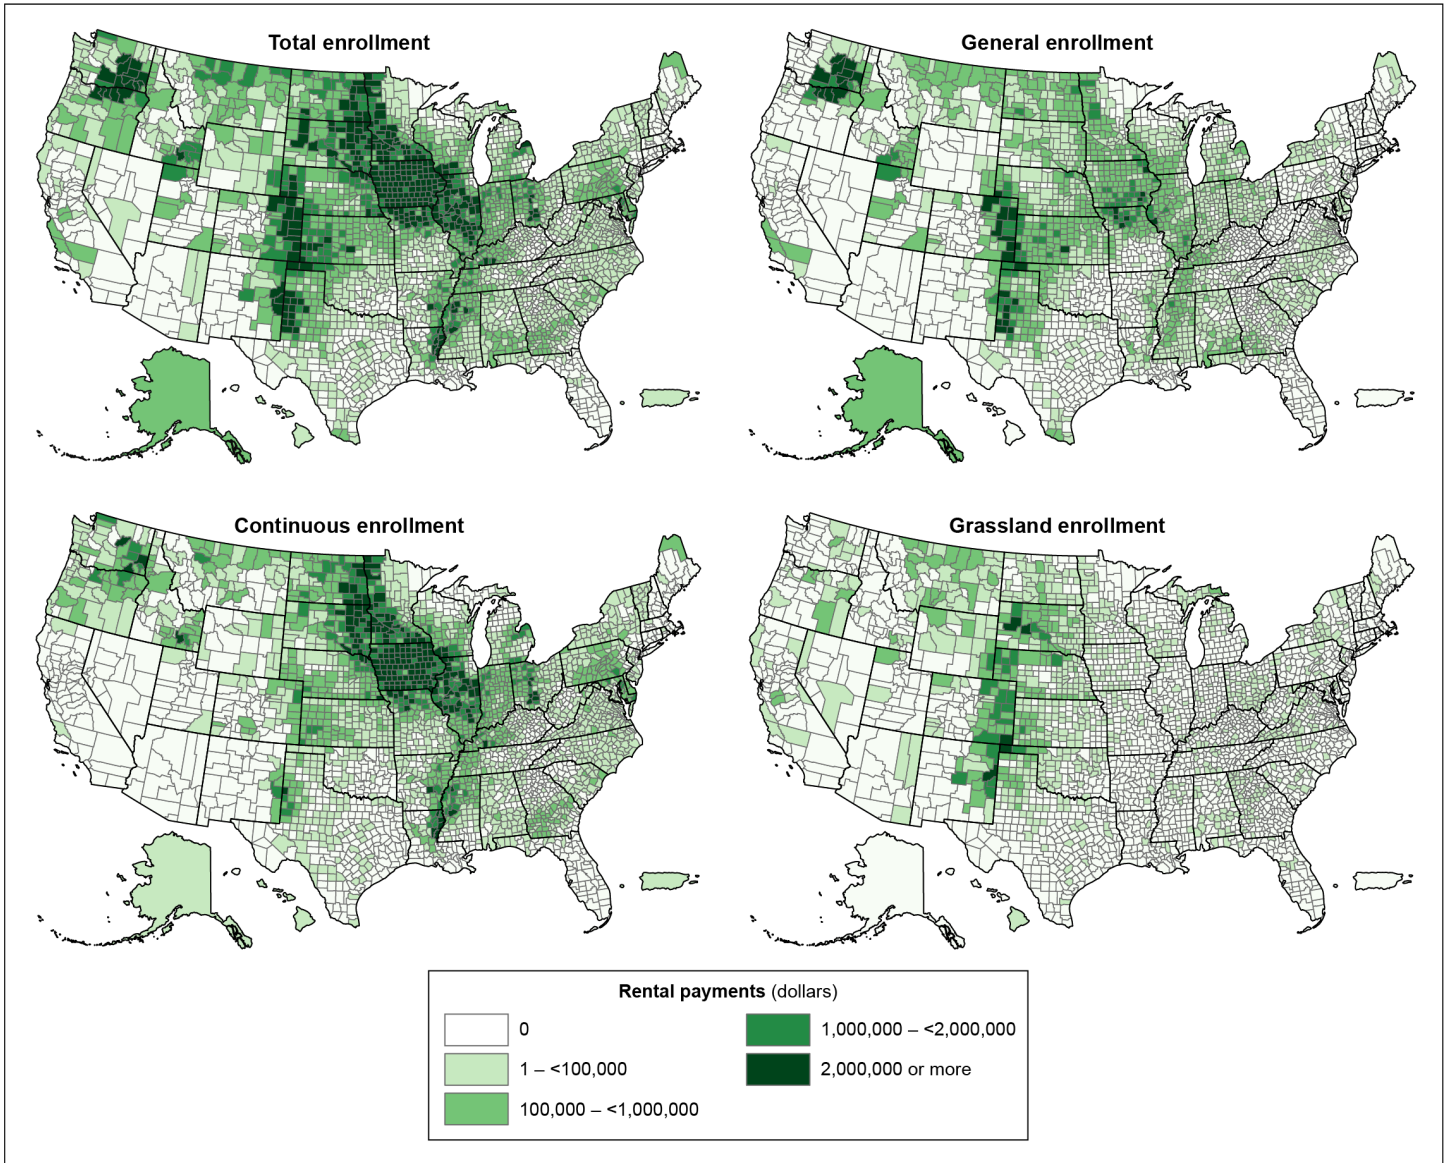 Total enrollment
General enrollment
Continuous enrollment
Grassland enrollment
Rental payments (dollars)
0
1 – <100,000
100,000 – <1,000,000
1,000,000 – <2,000,000
2,000,000 or more